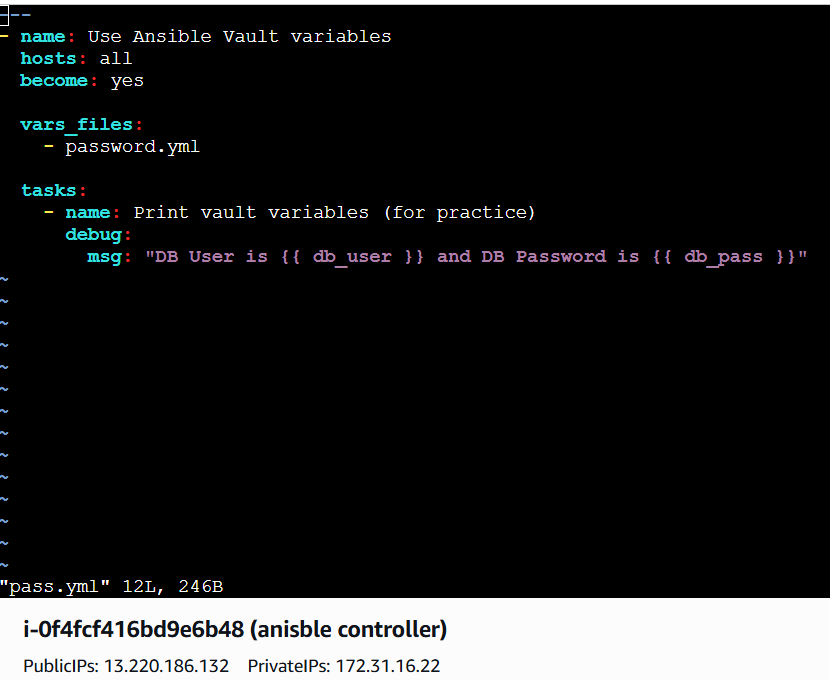 ---
- name: Use Ansible Vault variables
  hosts: all
  become: yes

  vars_files:
    - password.yml

  tasks:
    - name: Print vault variables (for practice)
      debug:
        msg: "DB User is {{ db_user }} and DB Password is {{ db_pass }}"
~
~
~
~
~
~
~
~
~
~
~
~
~
~
"pass.yml" 12L, 246B
i-0f4fcf416bd9e6b48 (anisble controller)
PublicIPs: 13.220.186.132    PrivateIPs: 172.31.16.22